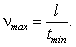 ν_max = l / t_min.